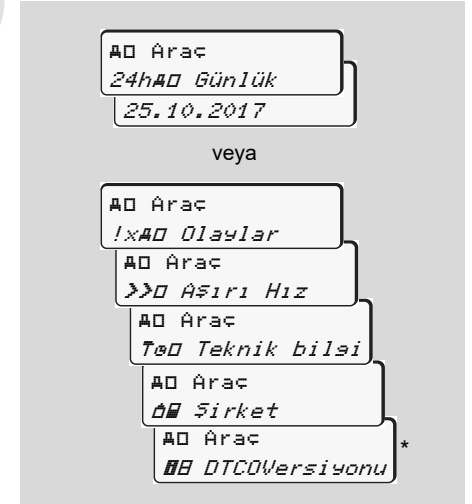 Araç
24h Günlük
25.10.2017
veya
Araç
!x Olaylar
Araç
>> Aşırı Hız
Araç
Teknik bilgi
Araç
Şirket
Araç
*
DTCOVersiyonu